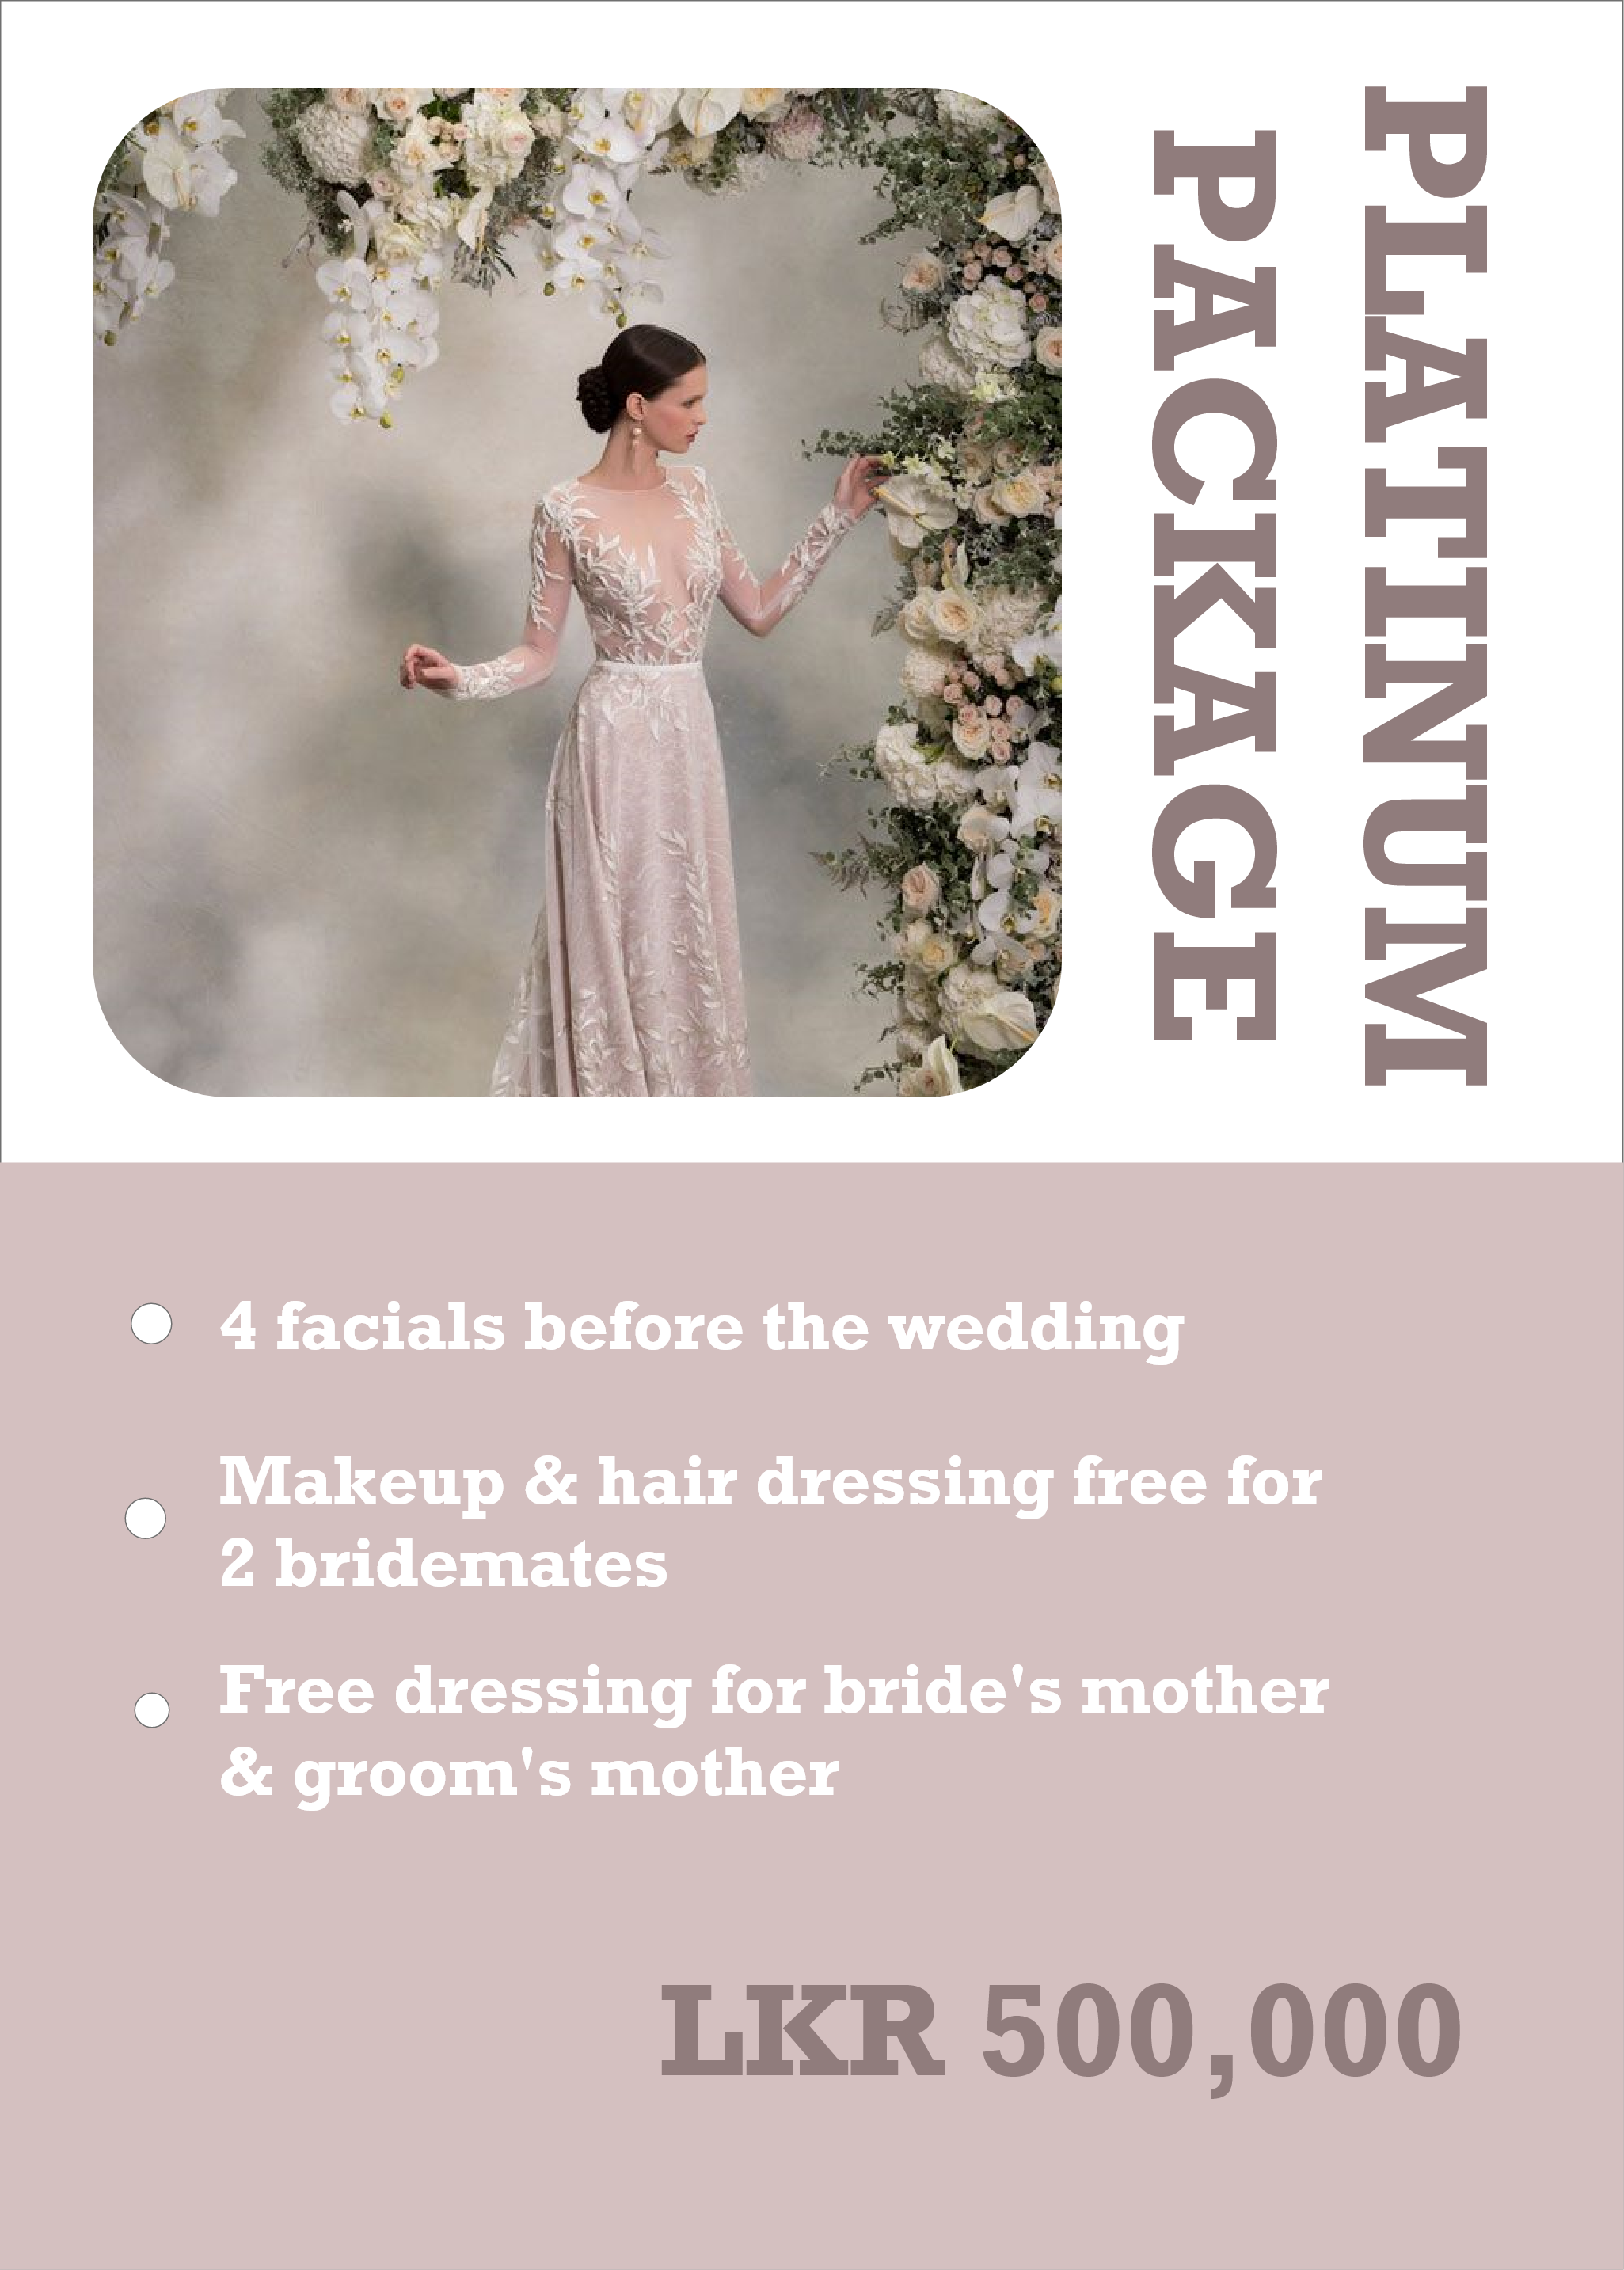 PLATINUM
PACKAGE
4 facials before the wedding
Makeup & hair dressing free for
2 bridemates
Free dressing for bride's mother
& groom's mother
LKR 500,000